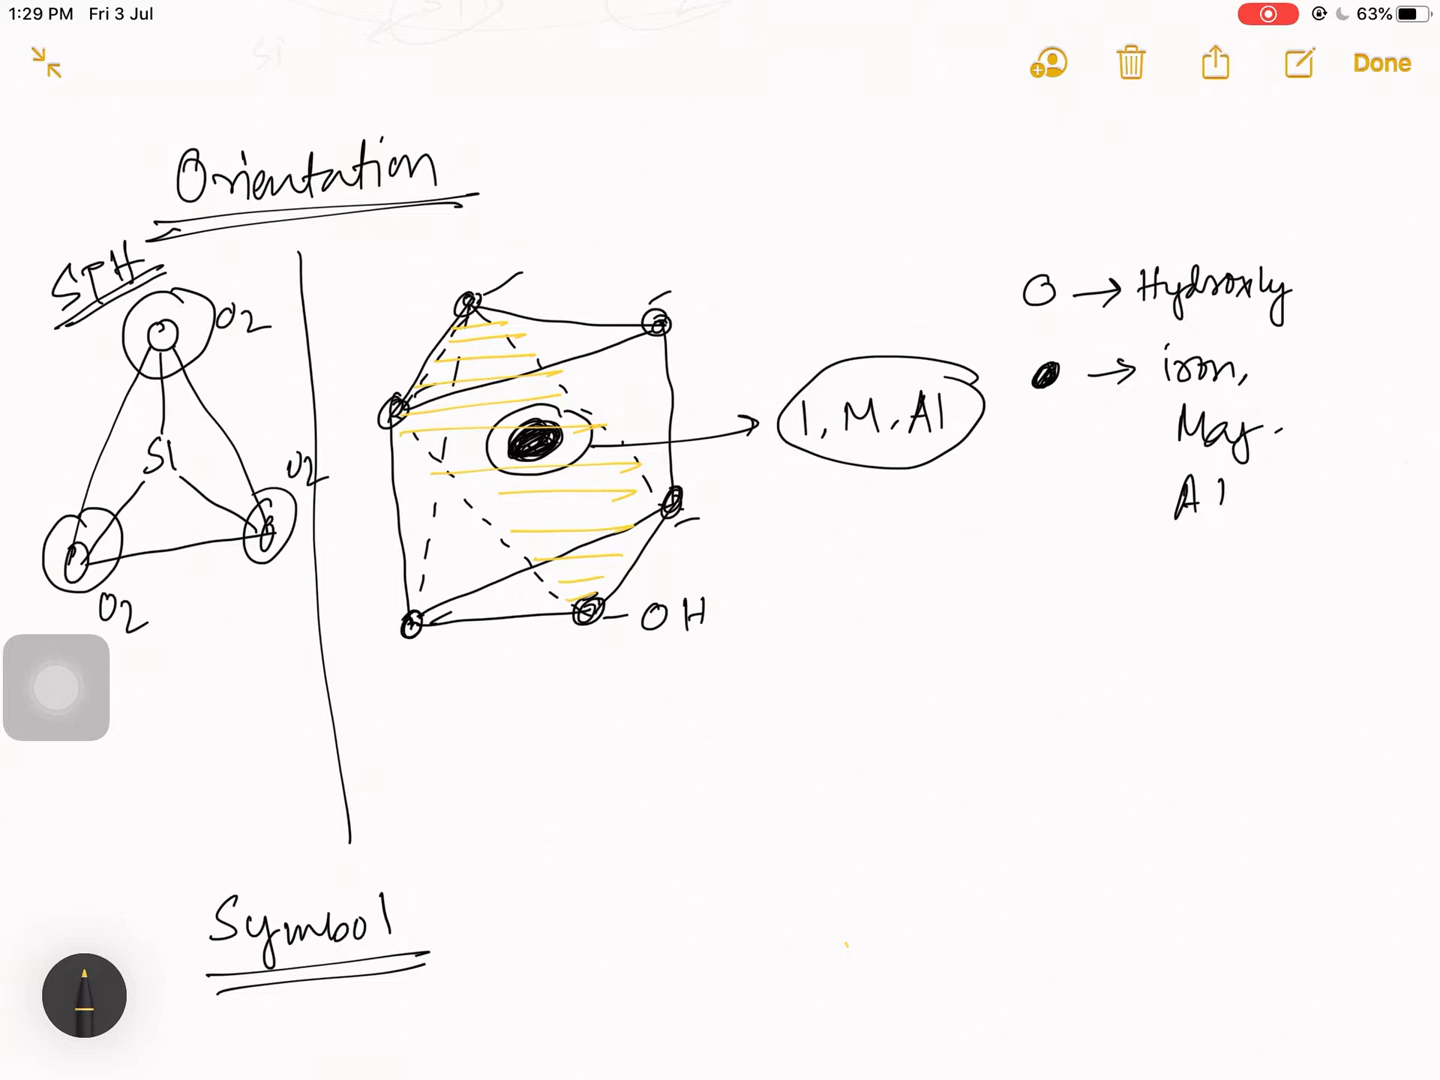 1:29 PM Fri 3 Jul
63%
Done
Orientation
STH
O2
SI
O2
O2
I, M, Al
OH
O → Hydroxly
→ iron,
Mag.
Al
Symbol